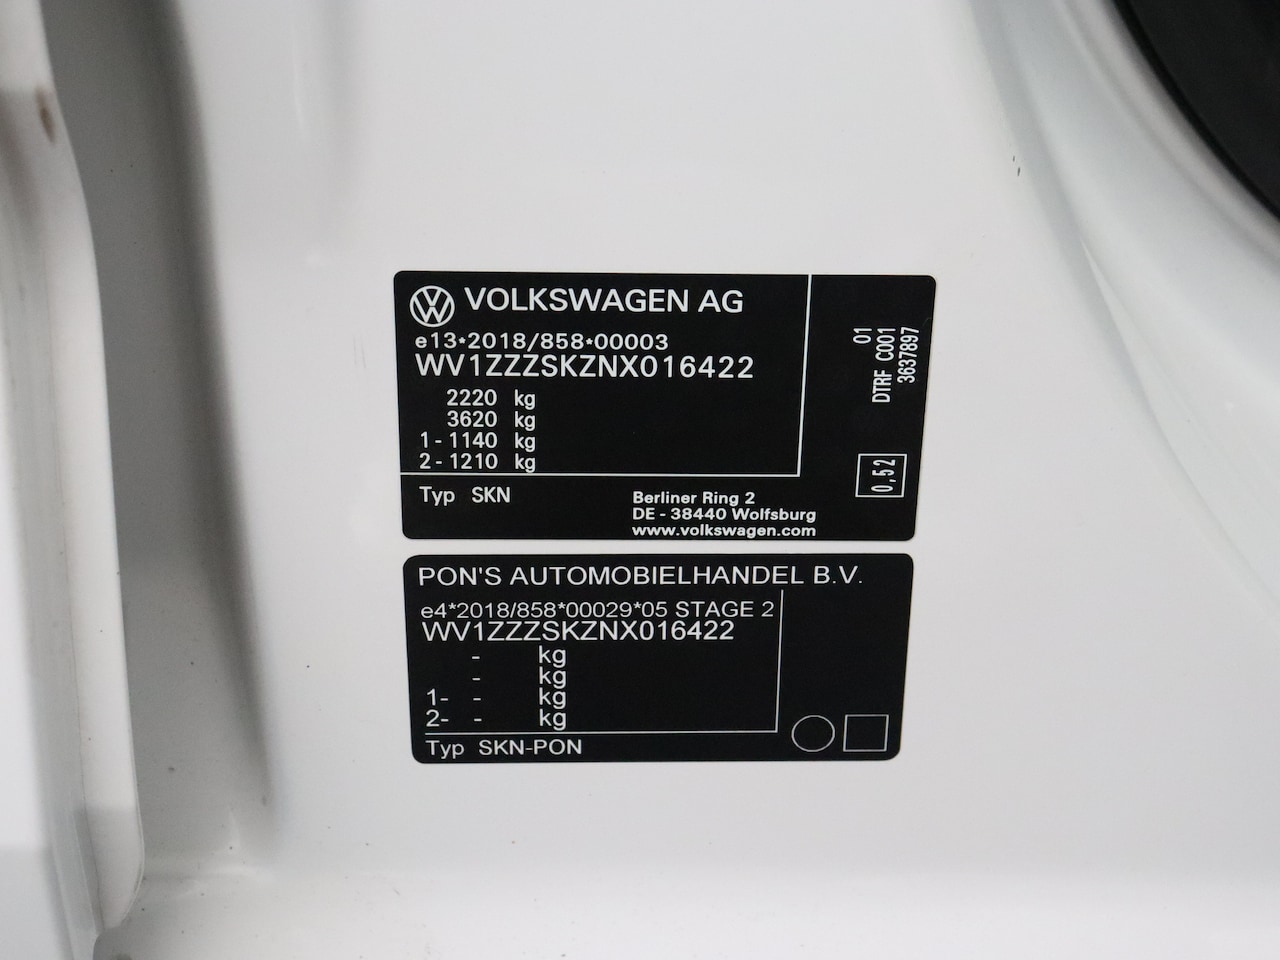 VOLKSWAGEN AG
e13*2018/858*00003
WV1ZZZSKZNX016422
2220 kg
3620 kg
1 - 1140 kg
2 - 1210 kg
Typ SKN
Berliner Ring 2
DE - 38440 Wolfsburg
www.volkswagen.com
01
DTRF C001
3637897
0,52
PON'S AUTOMOBIELHANDEL B.V.
e4*2018/858*00029*05 STAGE 2
WV1ZZZSKZNX016422
- kg
- kg
1- - kg
2- - kg
Typ SKN-PON